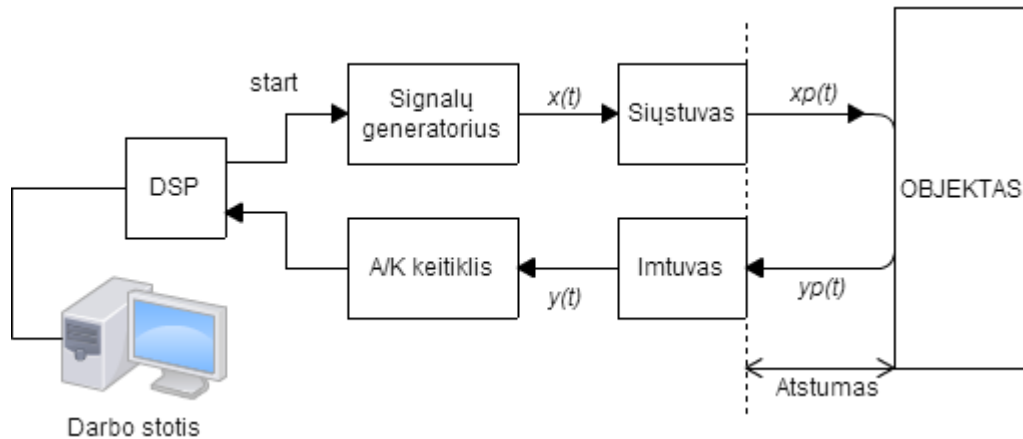 start
Signalų
generatorius
x(t)
Siųstuvas
xp(t)
DSP
OBJEKTAS
A/K keitiklis
y(t)
Imtuvas
yp(t)
Atstumas
Darbo stotis